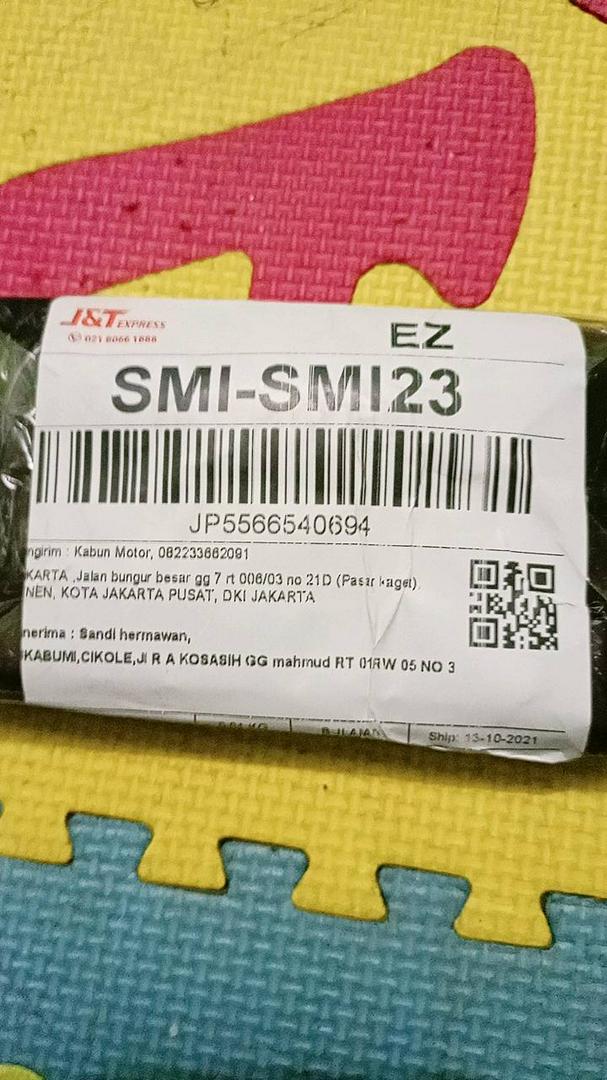 J&T EXPRESS
021 8066 1888
EZ
SMI-SMI23
JP5566540694
ngirim : Kabun Motor, 082233662091
KARTA ,Jalan bungur besar gg 7 rt 006/03 no 21D (Pasar kaget)
NEN, KOTA JAKARTA PUSAT, DKI JAKARTA
nerima : Sandi hermawan,
KABUMI,CIKOLE,Jl R A KOSASIH GG mahmud RT 01RW 05 NO 3
Ship: 13-10-2021